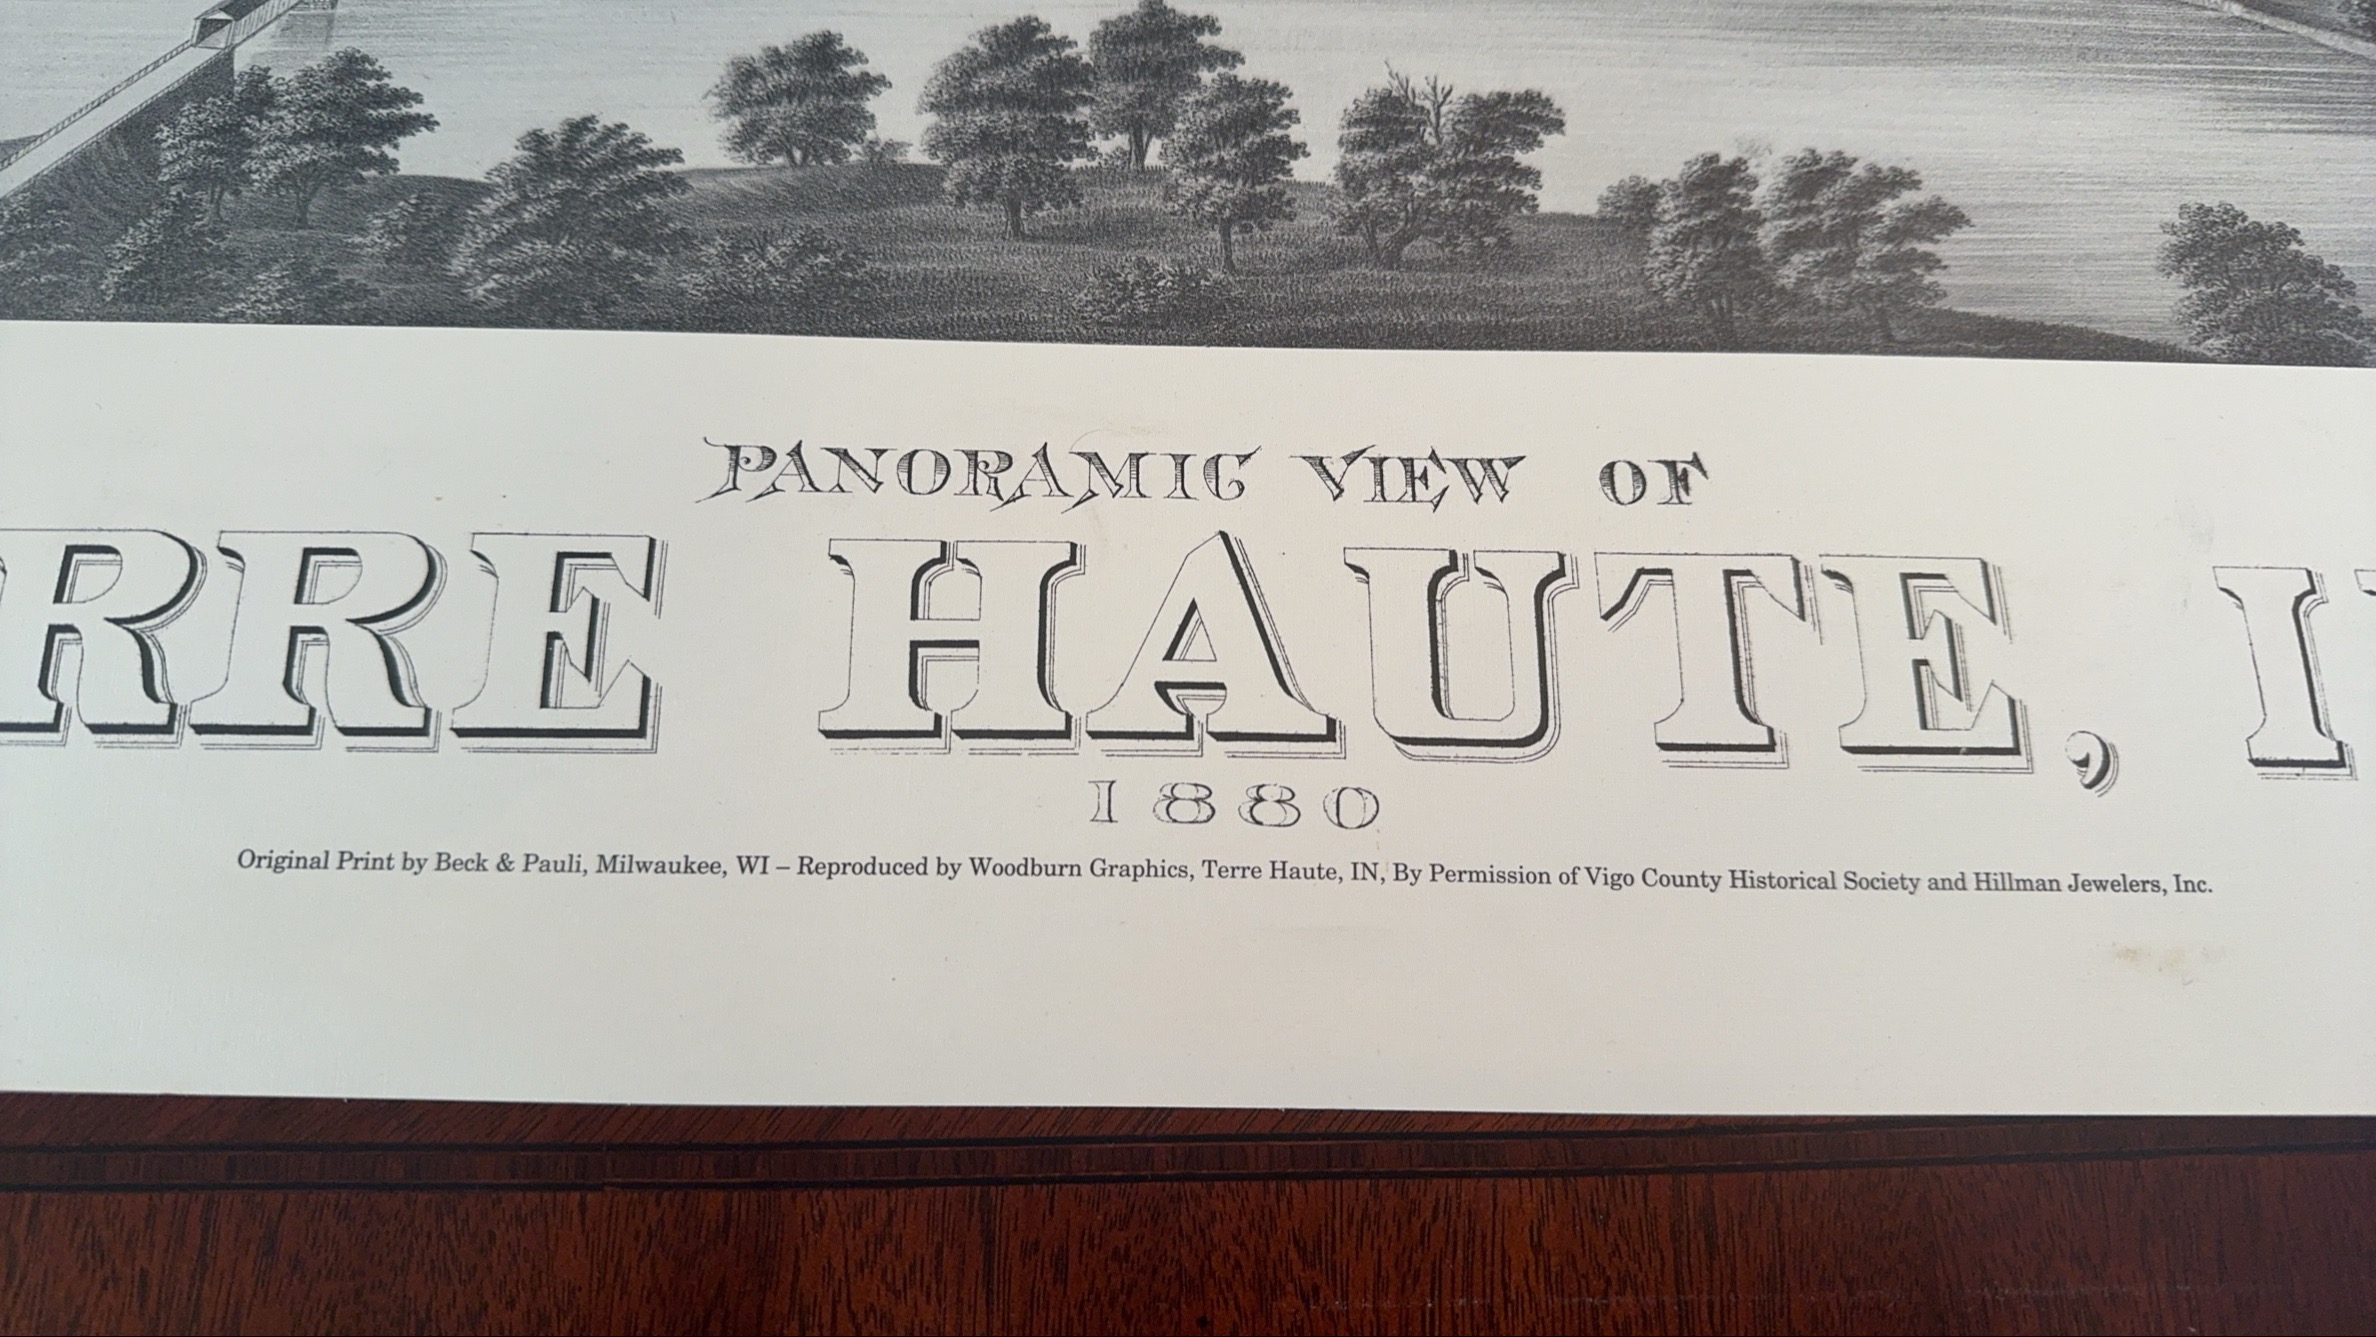 PANORAMIC VIEW OF
RRE HAUTE, I
1880
Original Print by Beck & Pauli, Milwaukee, WI – Reproduced by Woodburn Graphics, Terre Haute, IN, By Permission of Vigo County Historical Society and Hillman Jewelers, Inc.